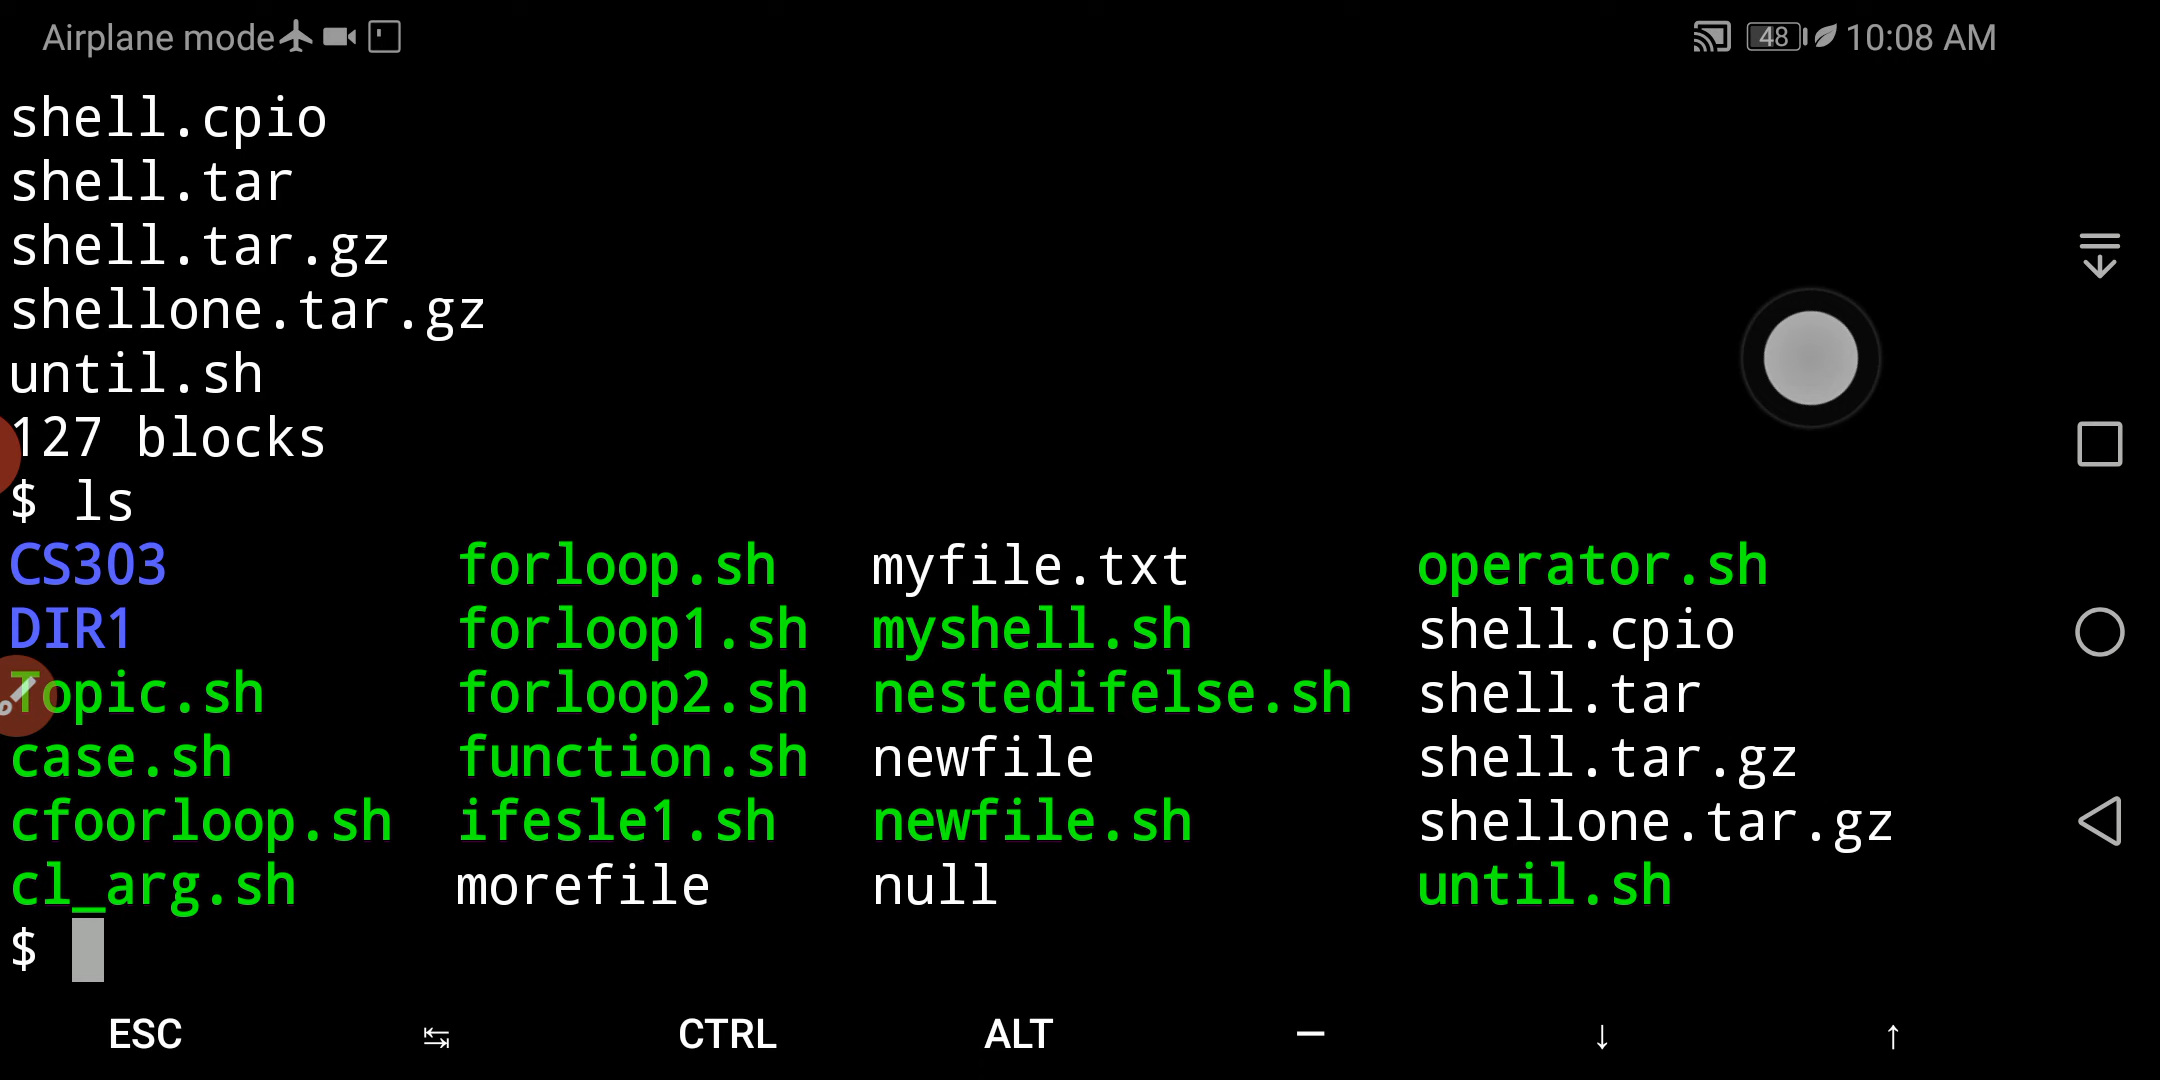 Airplane mode 48 10:08 AM
shell.cpio
shell.tar
shell.tar.gz
shellone.tar.gz
until.sh
127 blocks
$ ls
CS303 forloop.sh myfile.txt operator.sh
DIR1 forloop1.sh myshell.sh shell.cpio
Topic.sh forloop2.sh nestedifelse.sh shell.tar
case.sh function.sh newfile shell.tar.gz
cfoorloop.sh ifesle1.sh newfile.sh shellone.tar.gz
cl_arg.sh morefile null until.sh
$
ESC ↹ CTRL ALT — ↓ ↑